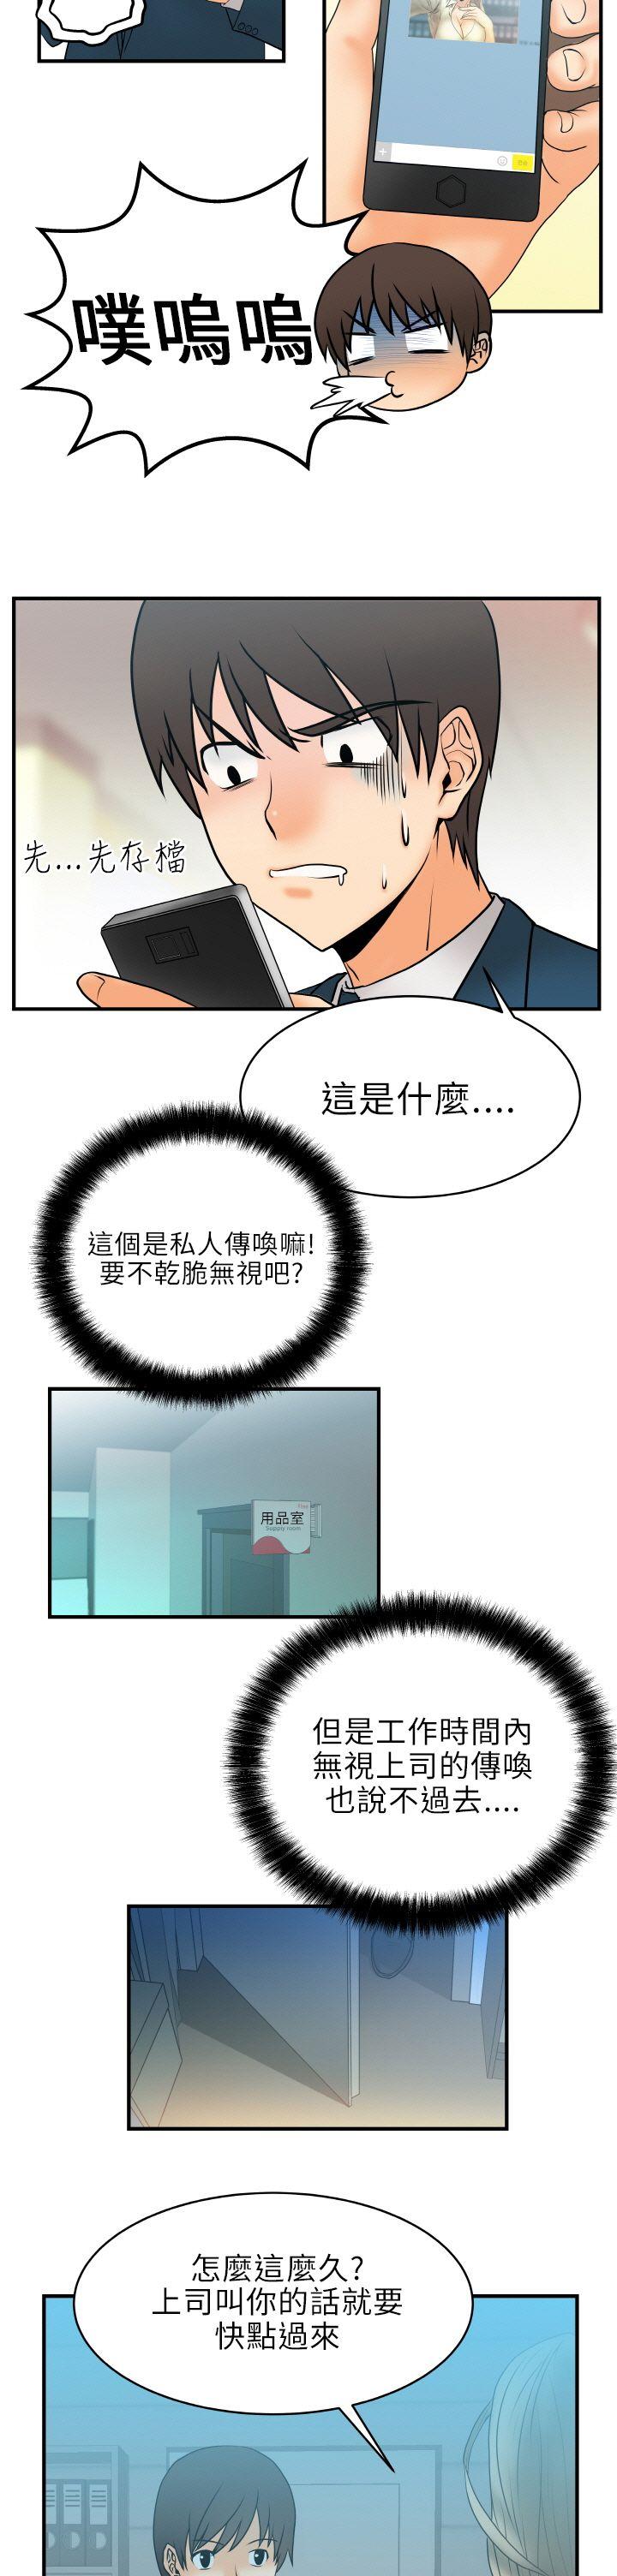 噗嗚嗚
先...先存檔
這是什麼....
這個是私人傳喚嘛!
要不乾脆無視吧?
用品室
Supply room
但是工作時間內
無視上司的傳喚
也說不過去....
怎麼這麼久?
上司叫你的話就要
快點過來